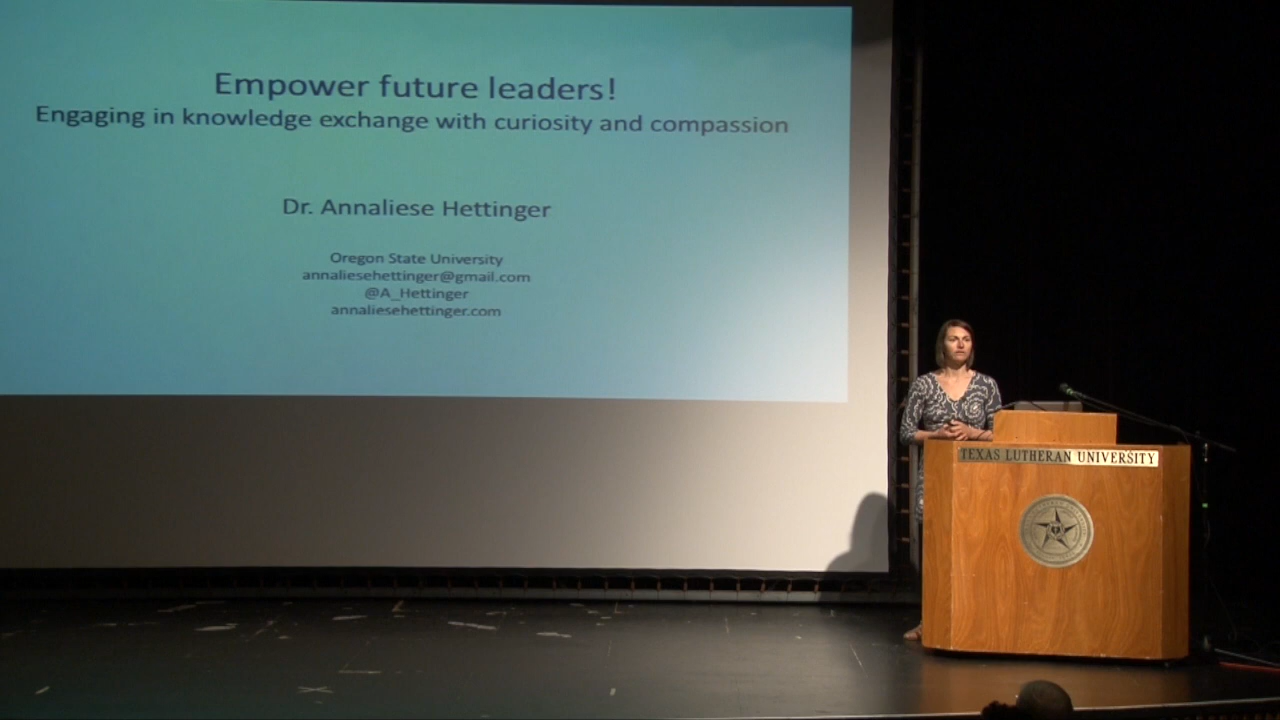 Empower future leaders!
Engaging in knowledge exchange with curiosity and compassion
Dr. Annaliese Hettinger
Oregon State University
annaliesehettinger@gmail.com
@A_Hettinger
annaliesehettinger.com
TEXAS LUTHERAN UNIVERSITY